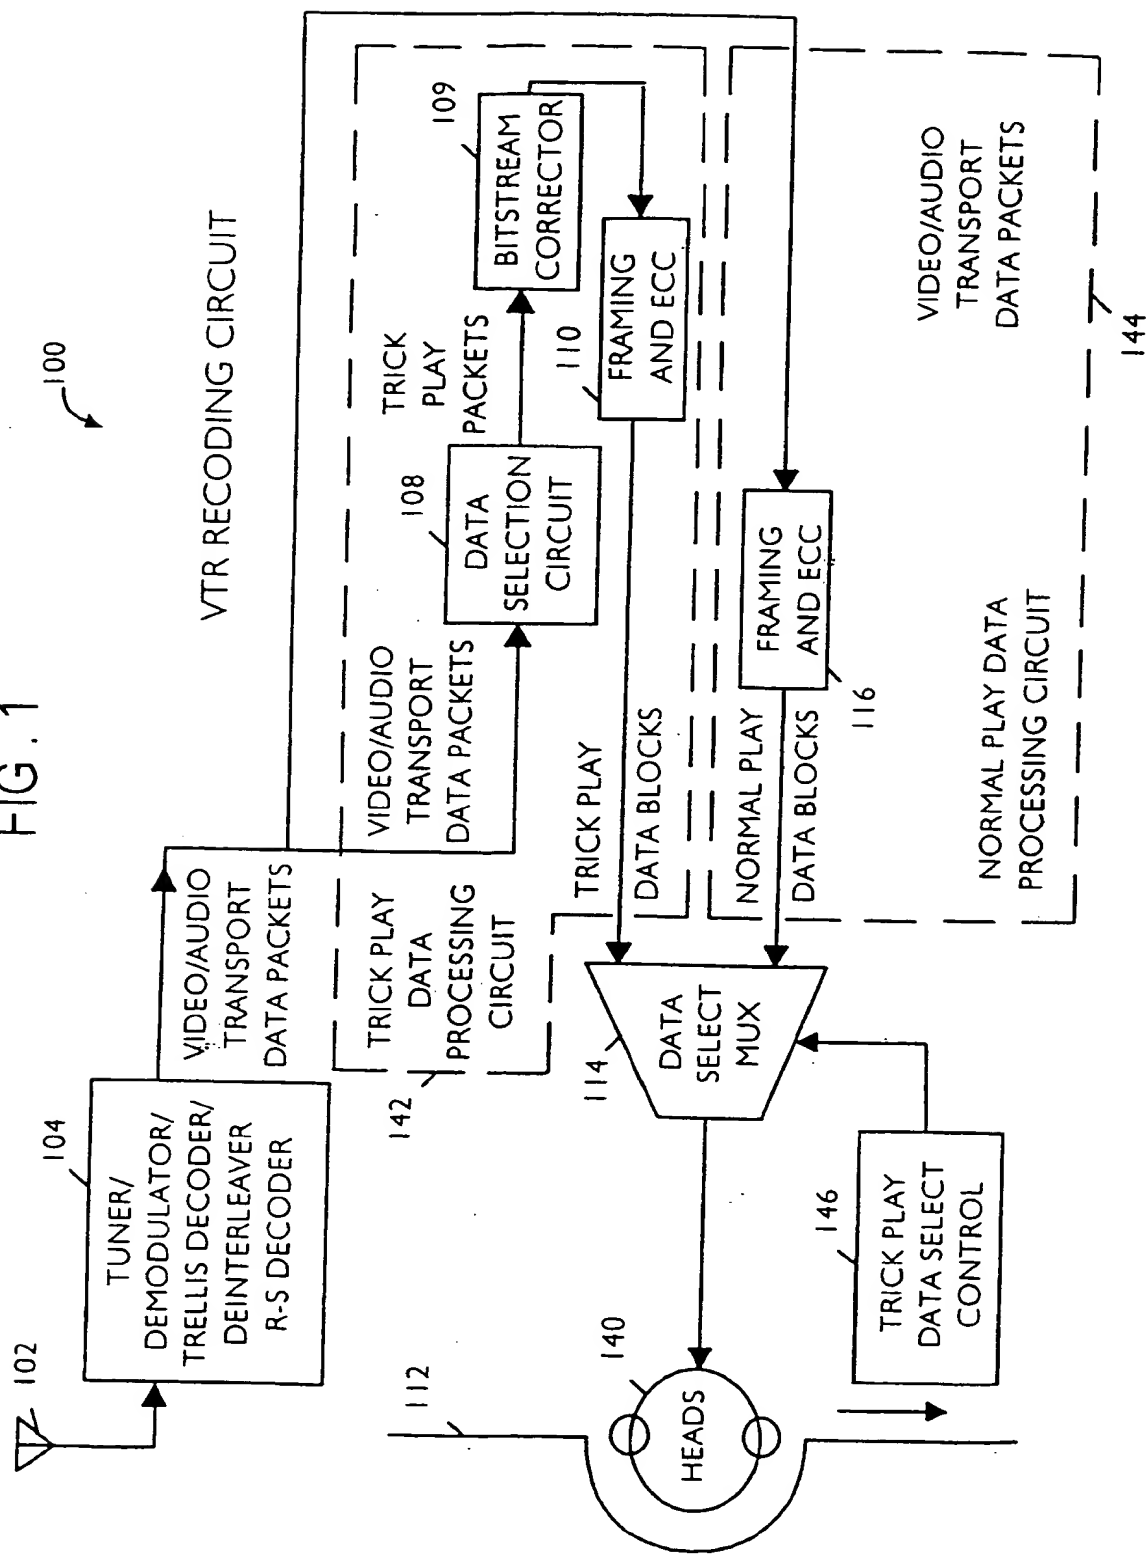 FIG. 1
100
VTR RECODING CIRCUIT
102
104
TUNER/
DEMODULATOR/
TRELLIS DECODER/
DEINTERLEAVER
R-S DECODER
VIDEO/AUDIO
TRANSPORT
DATA PACKETS
TRICK PLAY
DATA
PROCESSING
CIRCUIT
142
VIDEO/AUDIO
TRANSPORT
DATA PACKETS
108
DATA
SELECTION
CIRCUIT
TRICK
PLAY
PACKETS
109
BITSTREAM
CORRECTOR
110
FRAMING
AND ECC
TRICK PLAY
DATA BLOCKS
112
140
HEADS
114
DATA
SELECT
MUX
NORMAL PLAY
DATA BLOCKS
FRAMING
AND ECC
116
VIDEO/AUDIO
TRANSPORT
DATA PACKETS
146
TRICK PLAY
DATA SELECT
CONTROL
NORMAL PLAY DATA
PROCESSING CIRCUIT
144